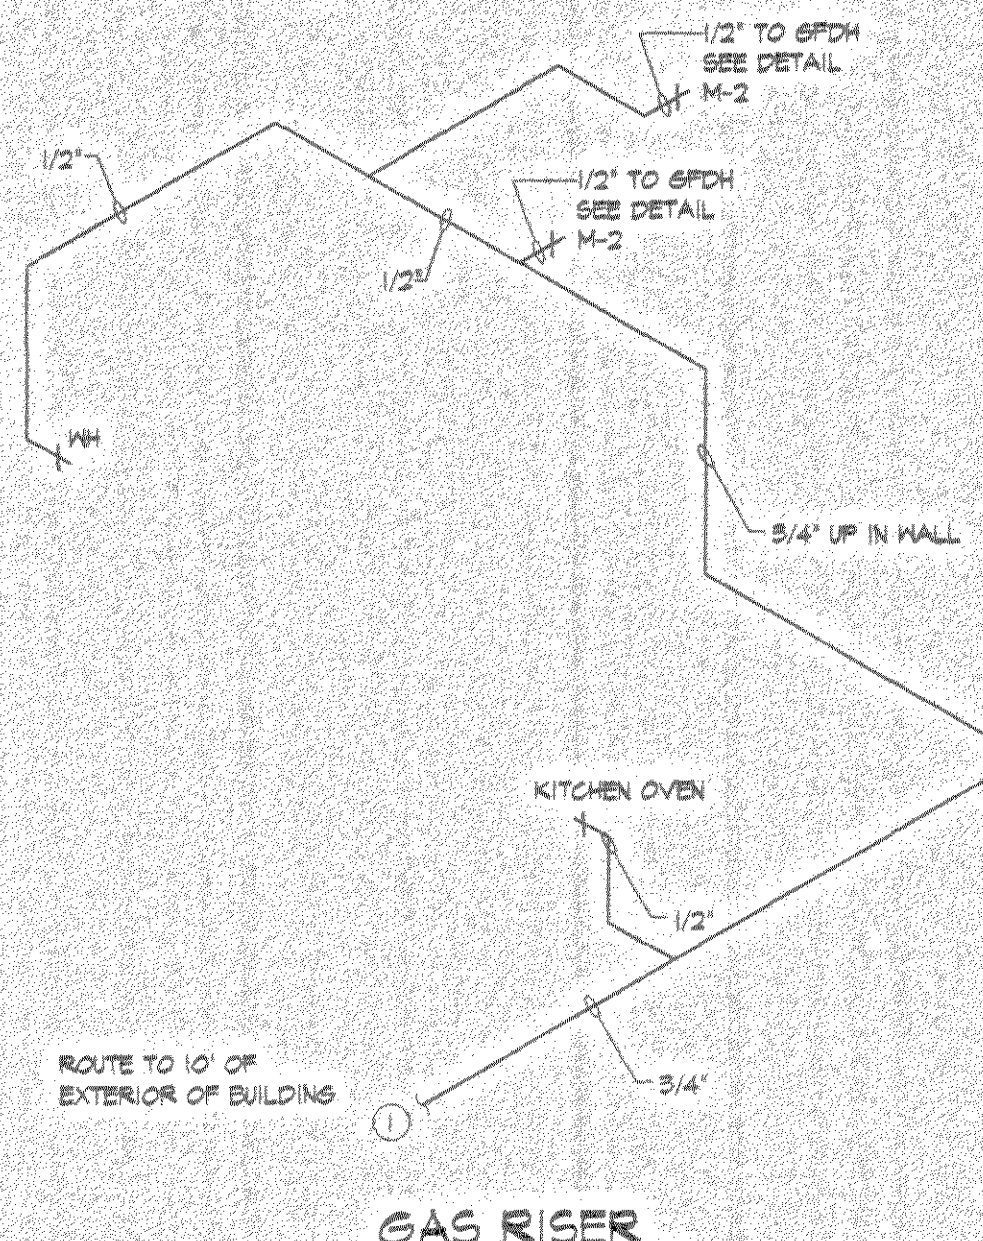 1/2" TO GFDH
SEE DETAIL
M-2
1/2"
1/2" TO GFDH
SEE DETAIL
M-2
1/2"
WH
3/4" UP IN WALL
KITCHEN OVEN
1/2"
ROUTE TO 10' OF
EXTERIOR OF BUILDING
3/4"
1
GAS RISER